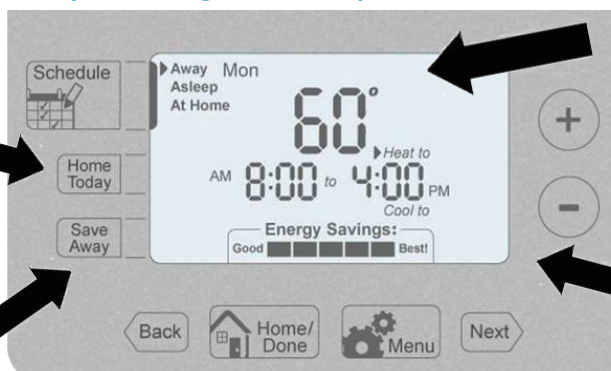 Schedule
Away Mon
Asleep
At Home
60°
Heat to
AM 8:00 to 4:00 PM
Cool to
Energy Savings:
Good Best!
Home
Today
Save
Away
+
-
Back
Home/
Done
Menu
Next